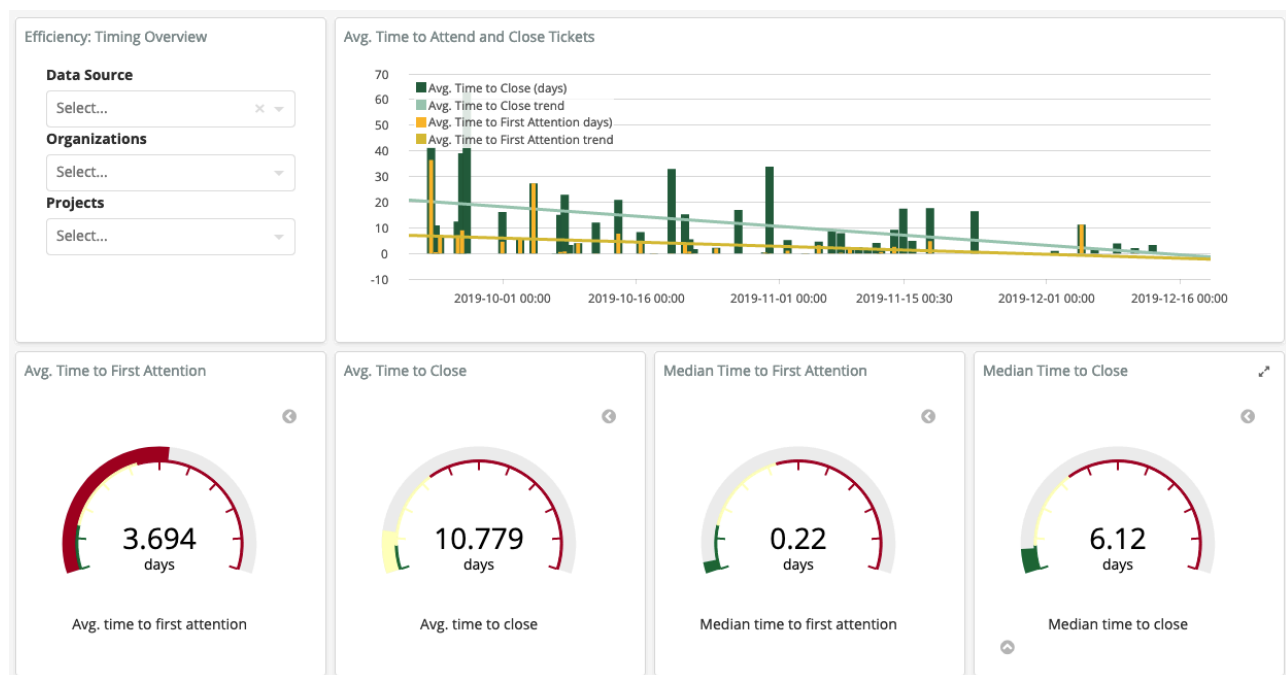 Efficiency: Timing Overview
Data Source
Select...
Organizations
Select...
Projects
Select...
Avg. Time to Attend and Close Tickets
70
60
50
40
30
20
10
0
-10
Avg. Time to Close (days)
Avg. Time to Close trend
Avg. Time to First Attention days)
Avg. Time to First Attention trend
2019-10-01 00:00 2019-10-16 00:00 2019-11-01 00:00 2019-11-15 00:30 2019-12-01 00:00 2019-12-16 00:00
Avg. Time to First Attention
3.694
days
Avg. time to first attention
Avg. Time to Close
10.779
days
Avg. time to close
Median Time to First Attention
0.22
days
Median time to first attention
Median Time to Close
6.12
days
Median time to close